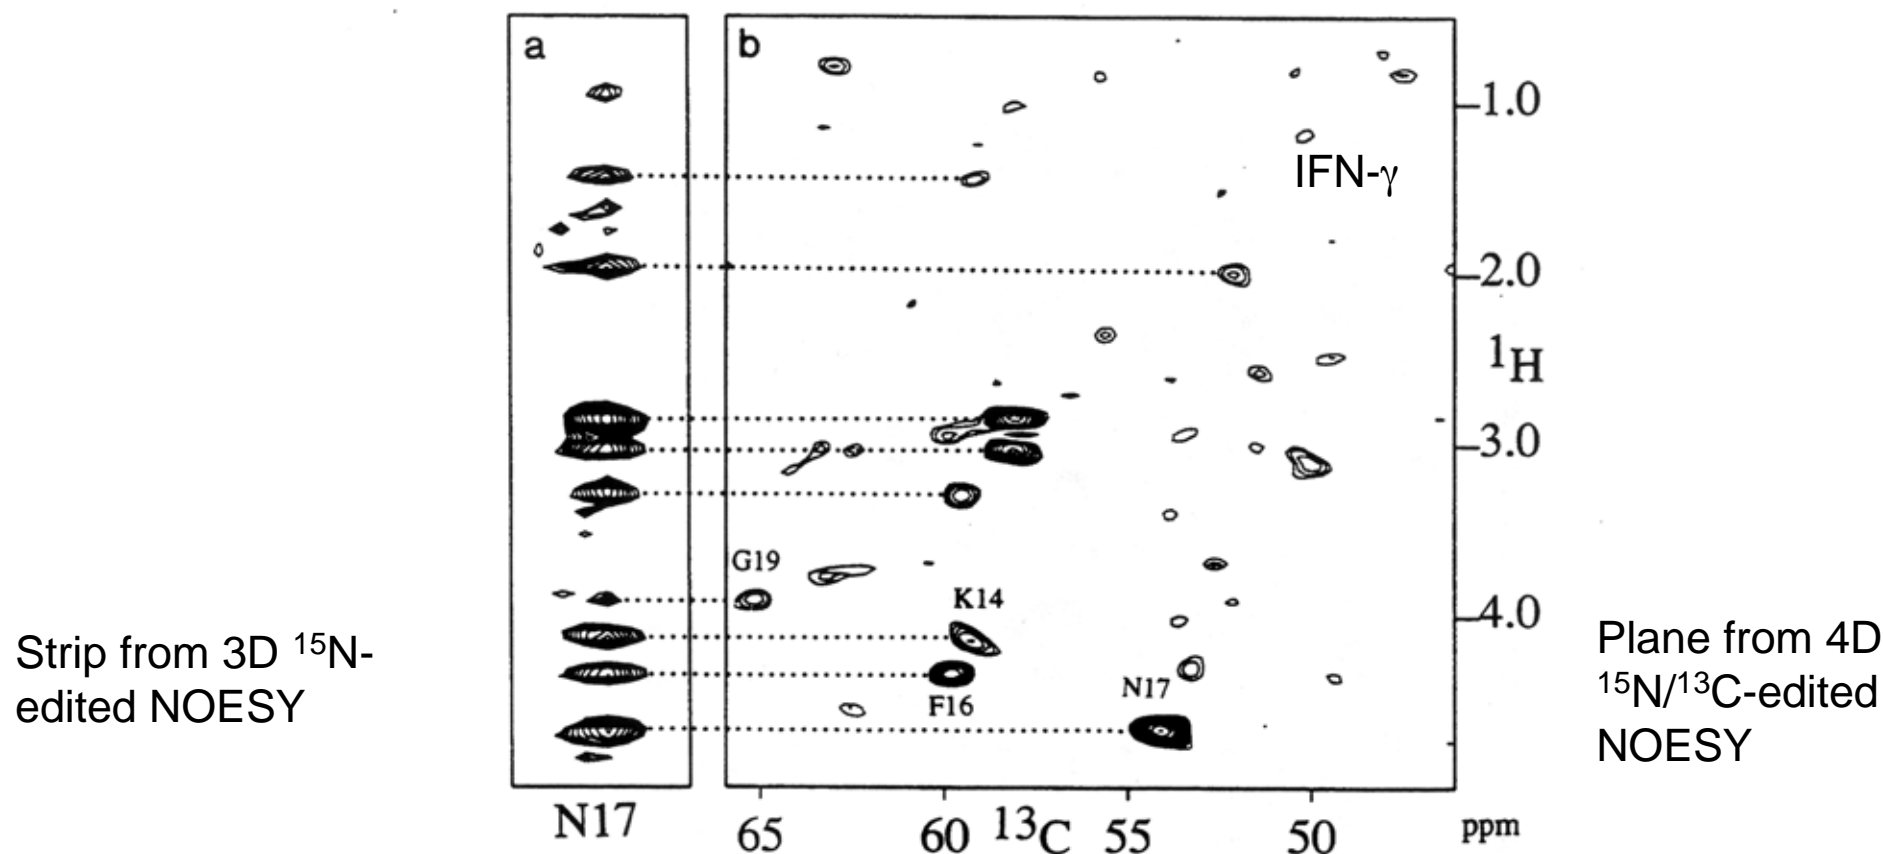 a
b
1.0
IFN-γ
2.0
¹H
3.0
G19
K14
4.0
Strip from 3D ¹⁵N-
edited NOESY
Plane from 4D
¹⁵N/¹³C-edited
NOESY
N17
F16
N17
65
60
¹³C
55
50
ppm